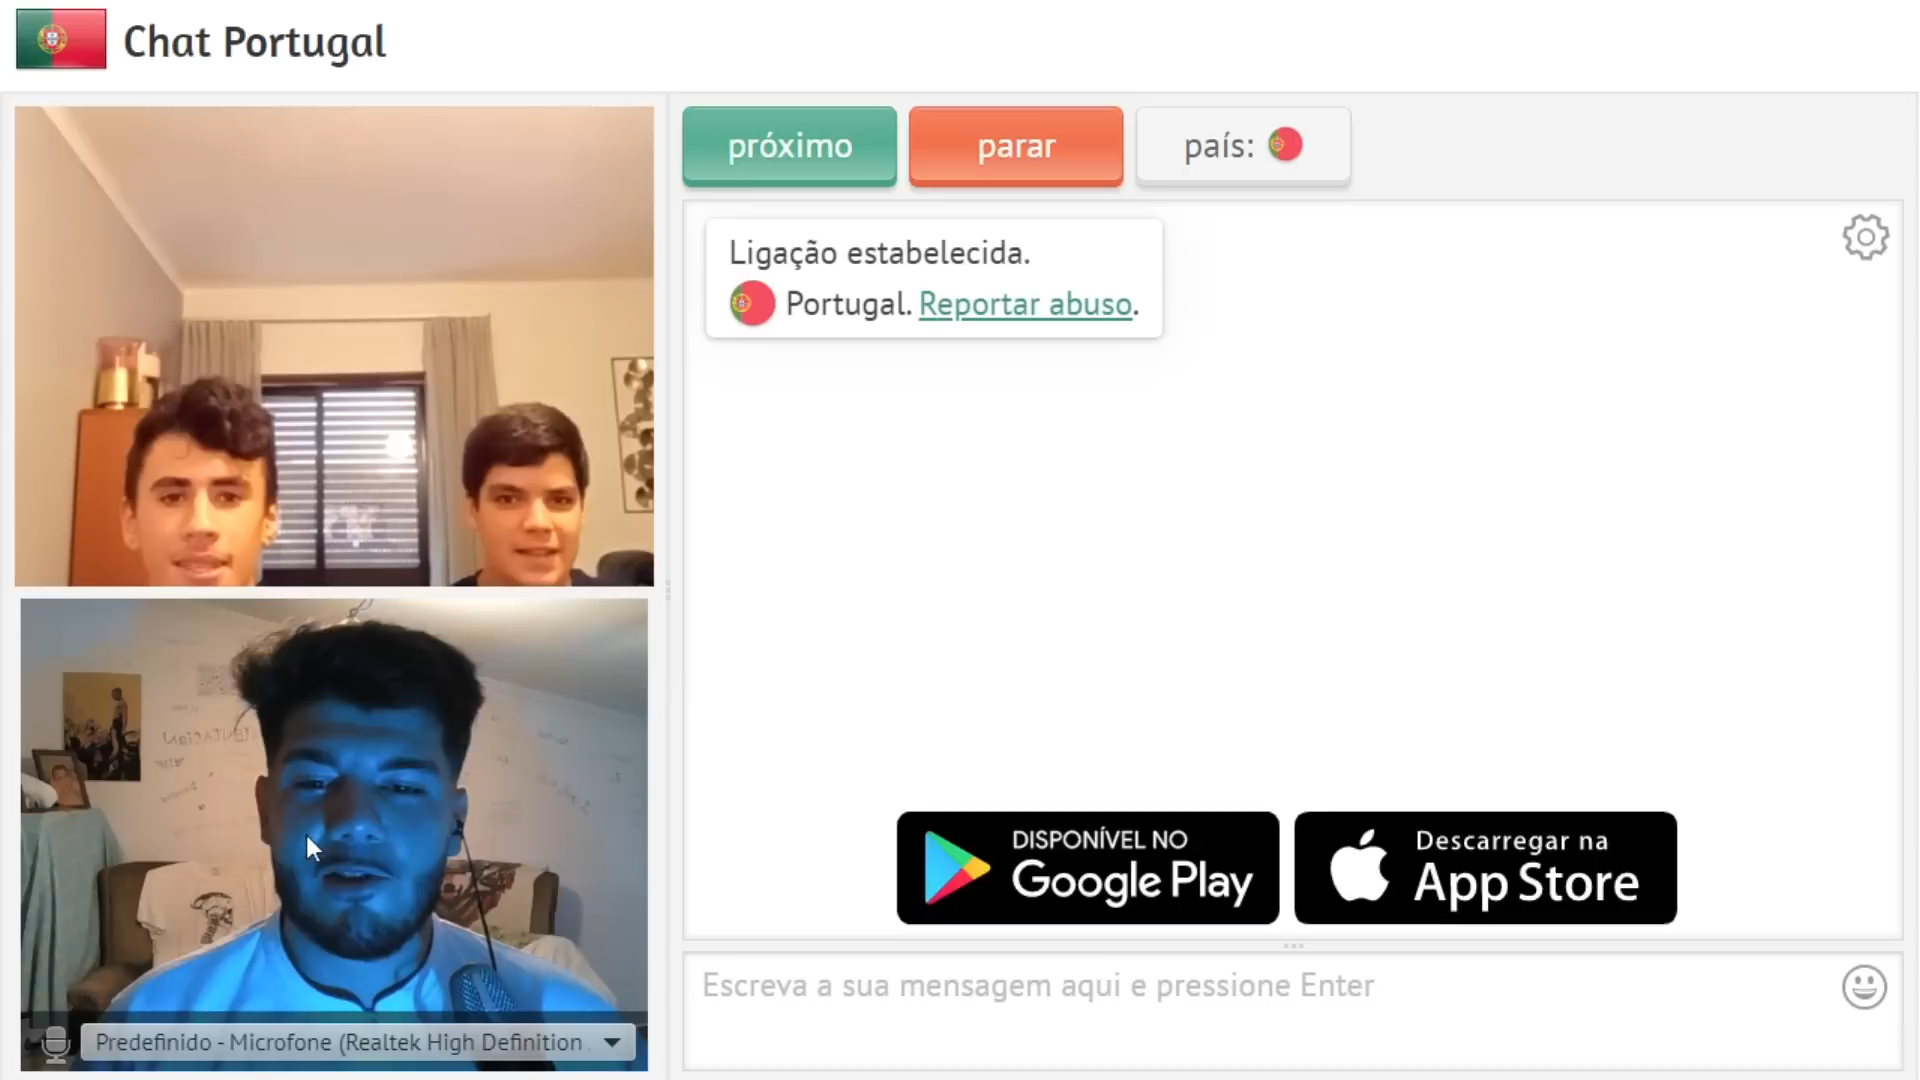 Chat Portugal
próximo
parar
país:
Ligação estabelecida.
Portugal. Reportar abuso.
DISPONÍVEL NO
Google Play
Descarregar na
App Store
Escreva a sua mensagem aqui e pressione Enter
Predefinido - Microfone (Realtek High Definition